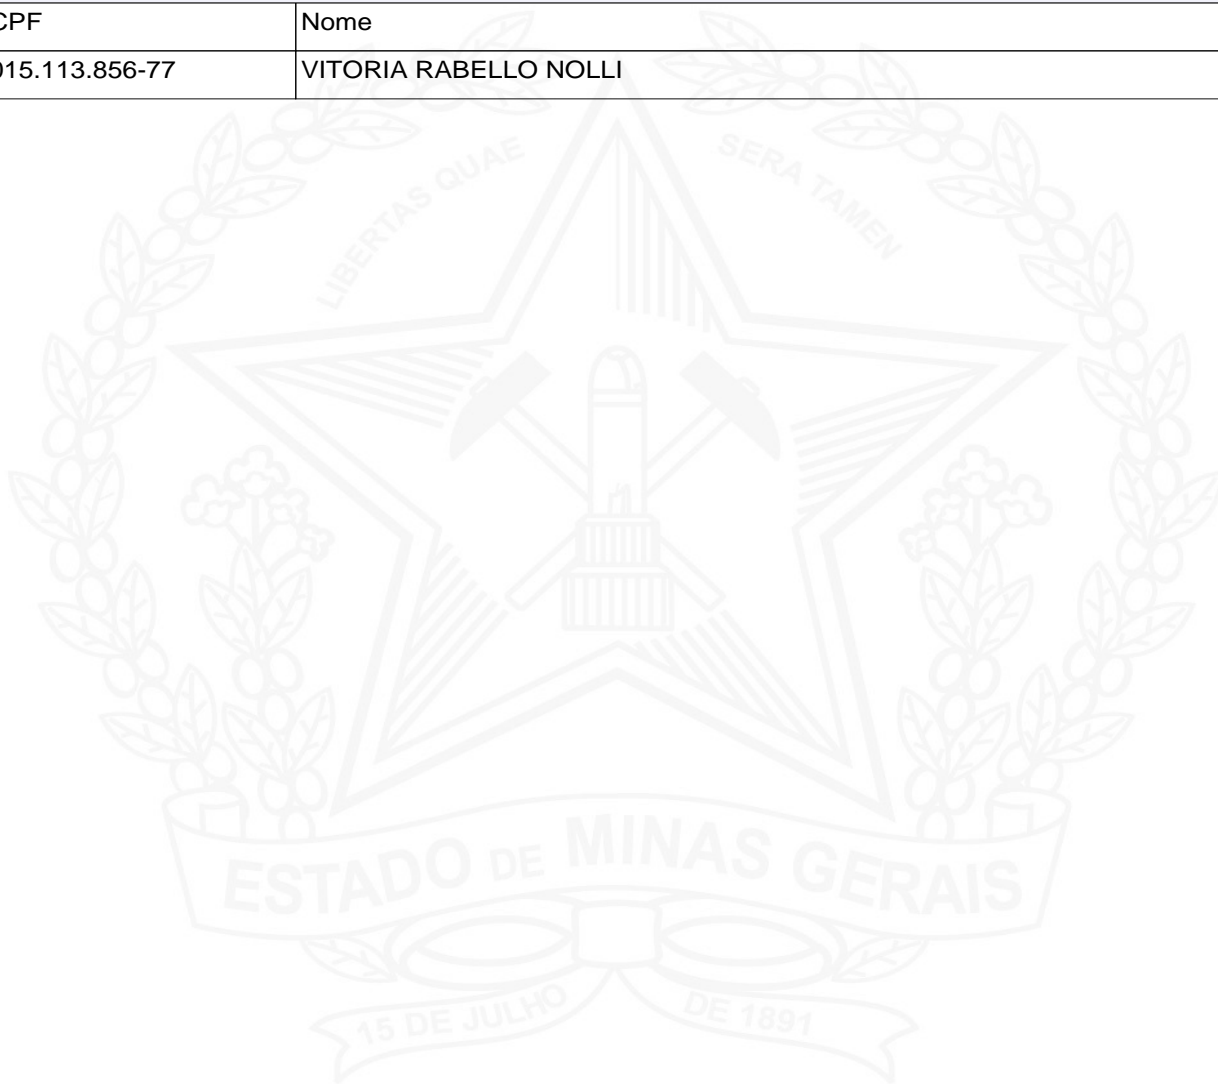 CPF Nome
015.113.856-77 VITORIA RABELLO NOLLI
LIBERTAS QUAE SERA TAMEN
ESTADO DE MINAS GERAIS
15 DE JULHO DE 1891